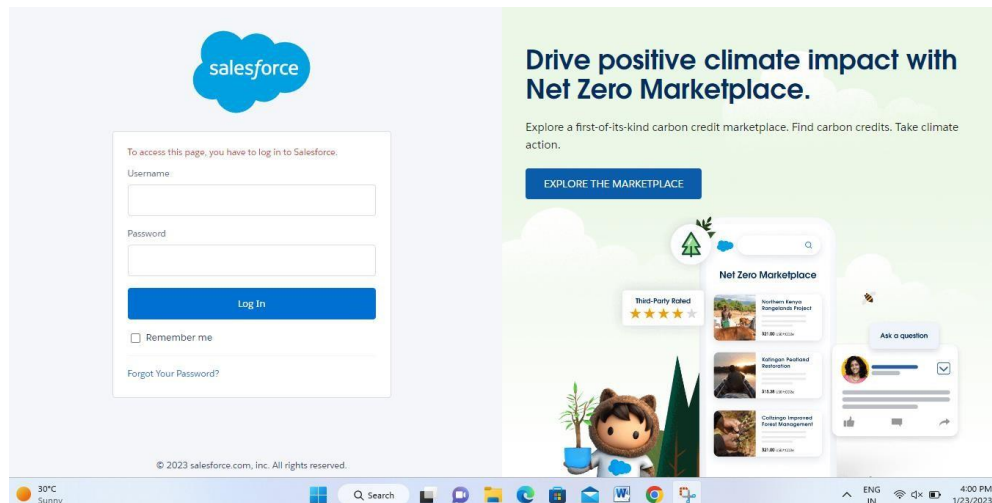 salesforce
To access this page, you have to log in to Salesforce.
Username
Password
Log In
Remember me
Forgot Your Password?
© 2023 salesforce.com, inc. All rights reserved.
Drive positive climate impact with
Net Zero Marketplace.
Explore a first-of-its-kind carbon credit marketplace. Find carbon credits. Take climate
action.
EXPLORE THE MARKETPLACE
Net Zero Marketplace
Third-Party Rated
Northern Kenya
Rangelands Project
Katingan Peatland
Restoration
Improved
Forest Management
Ask a question
30°C
Sunny
Search
ENG
IN
4:00 PM
1/23/2023